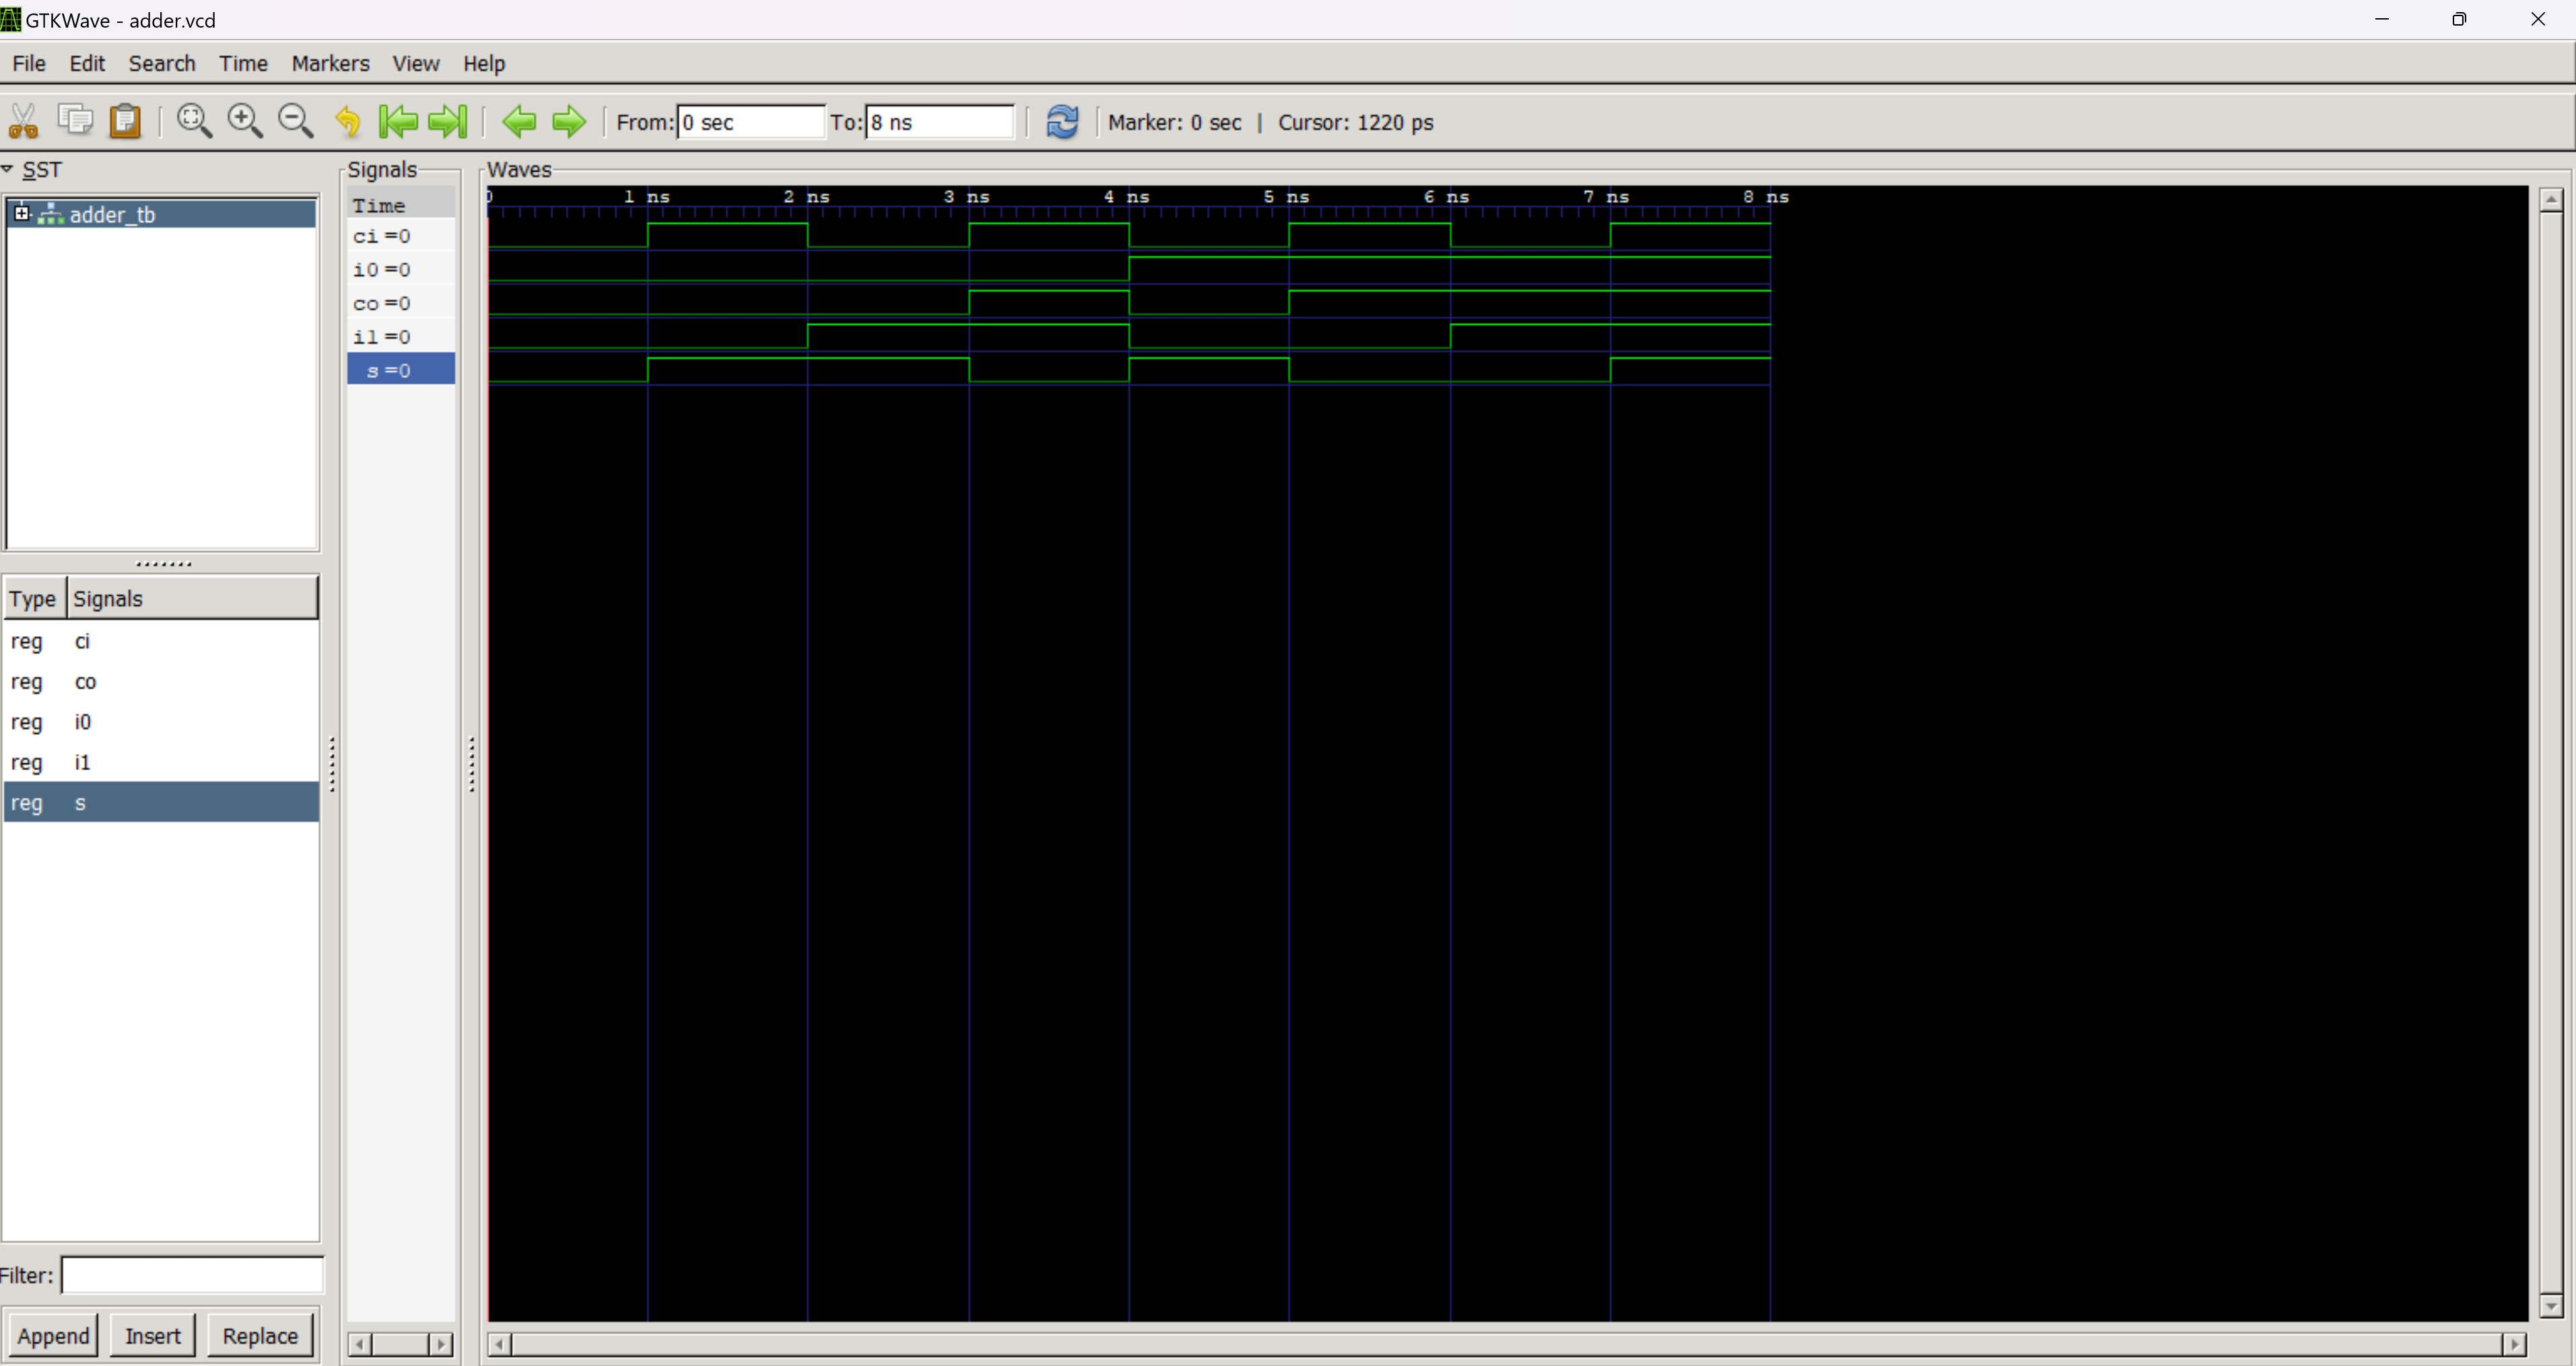 GTKWave - adder.vcd
File Edit Search Time Markers View Help
From: 0 sec To: 8 ns Marker: 0 sec | Cursor: 1220 ps
SST
adder_tb
Type Signals
reg ci
reg co
reg i0
reg i1
reg s
Filter:
Append Insert Replace
Signals
Time
ci =0
i0 =0
co =0
i1 =0
s =0
Waves
0 1 ns 2 ns 3 ns 4 ns 5 ns 6 ns 7 ns 8 ns